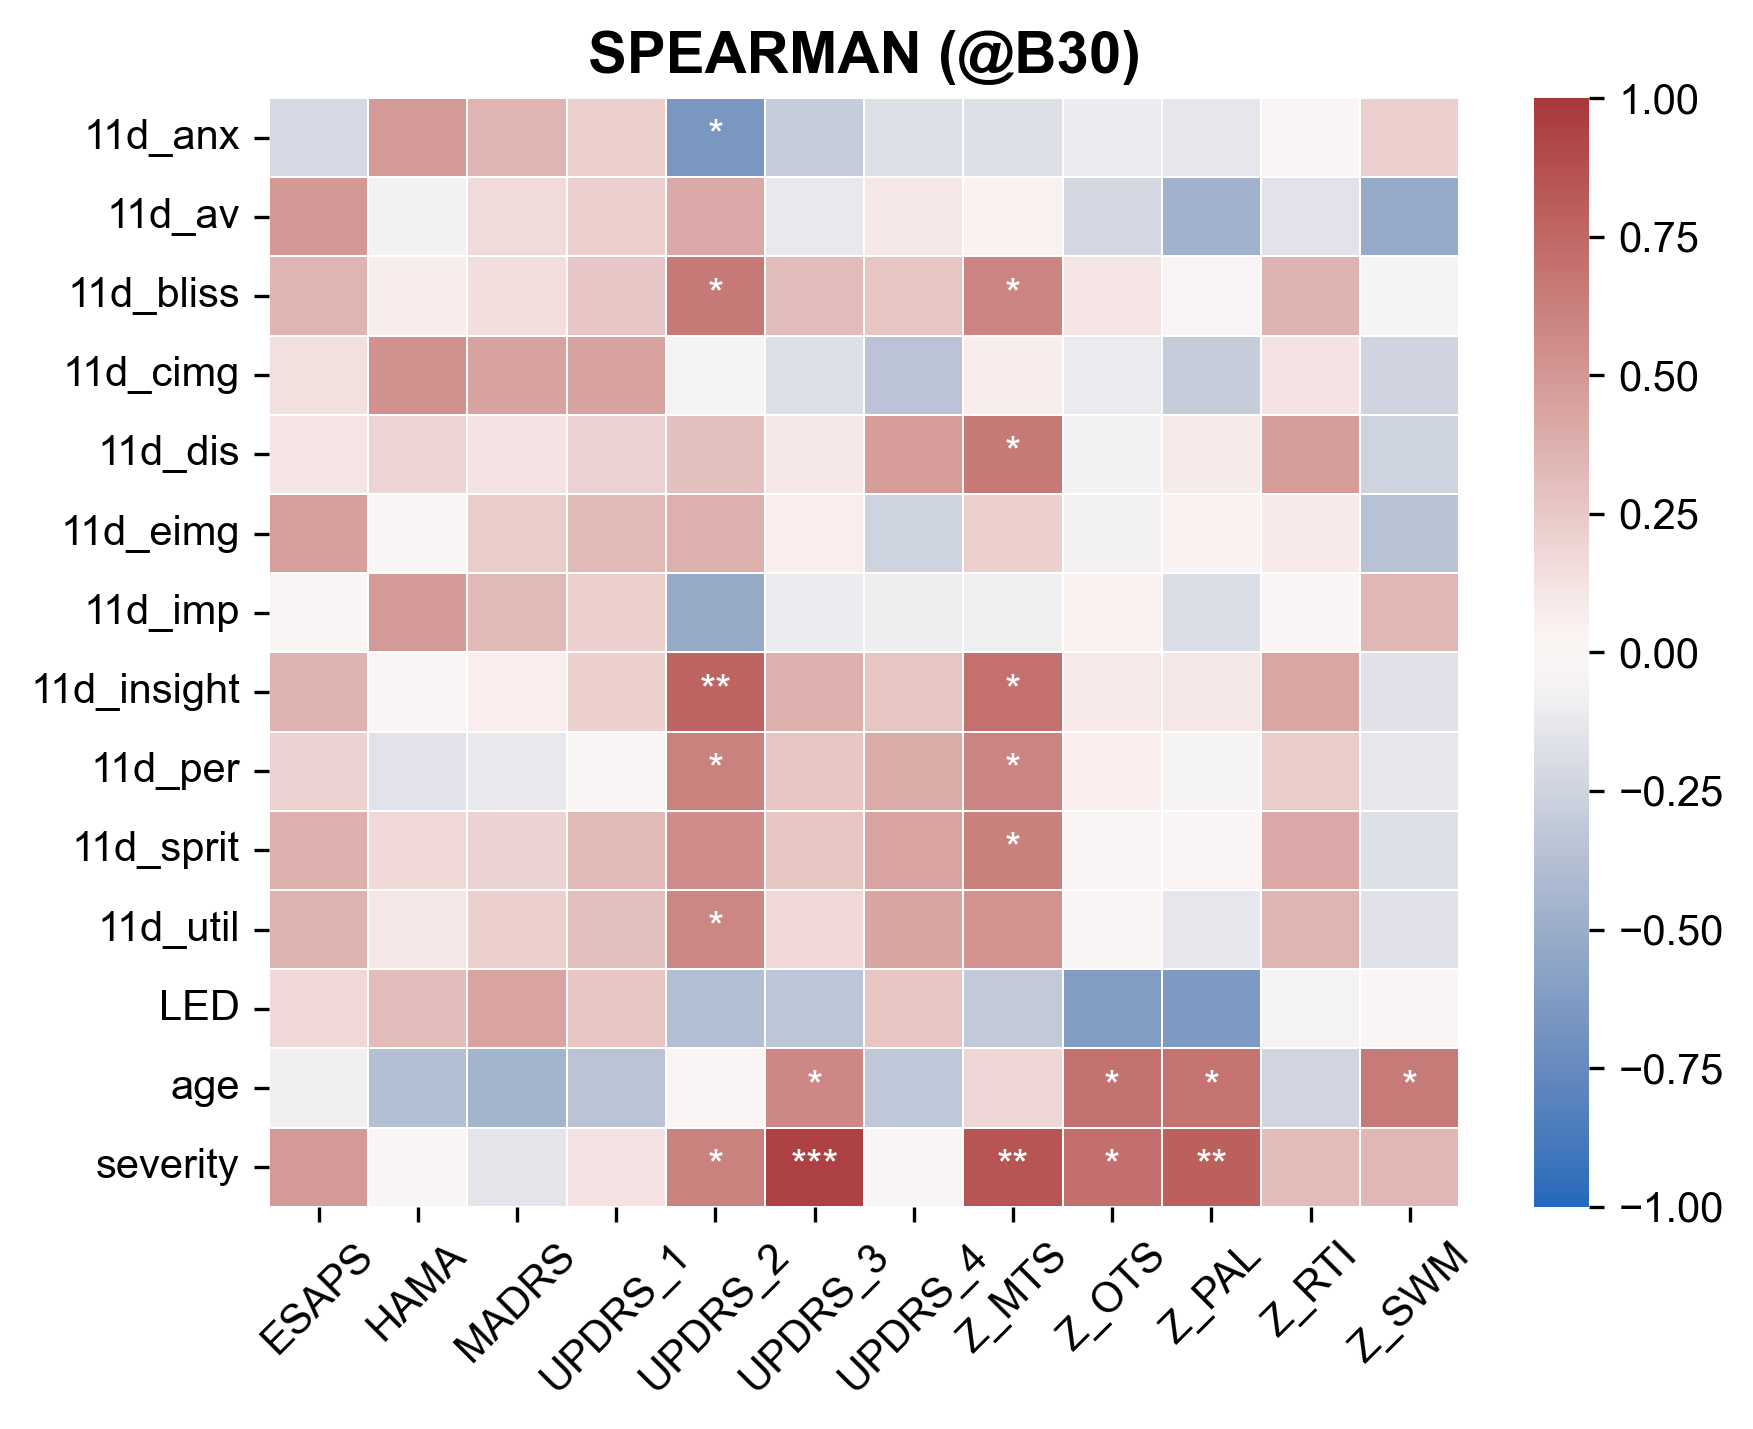 SPEARMAN (@B30)
11d_anx
*
11d_av
11d_bliss
* *
11d_cimg
11d_dis
*
11d_eimg
11d_imp
11d_insight
** *
11d_per
* *
11d_sprit
*
11d_util
*
LED
age
* * * *
severity
* *** ** * **
ESAPS HAMA MADRS UPDRS_1 UPDRS_2 UPDRS_3 UPDRS_4 Z_MTS Z_OTS Z_PAL Z_RTI Z_SWM
1.00
0.75
0.50
0.25
0.00
−0.25
−0.50
−0.75
−1.00